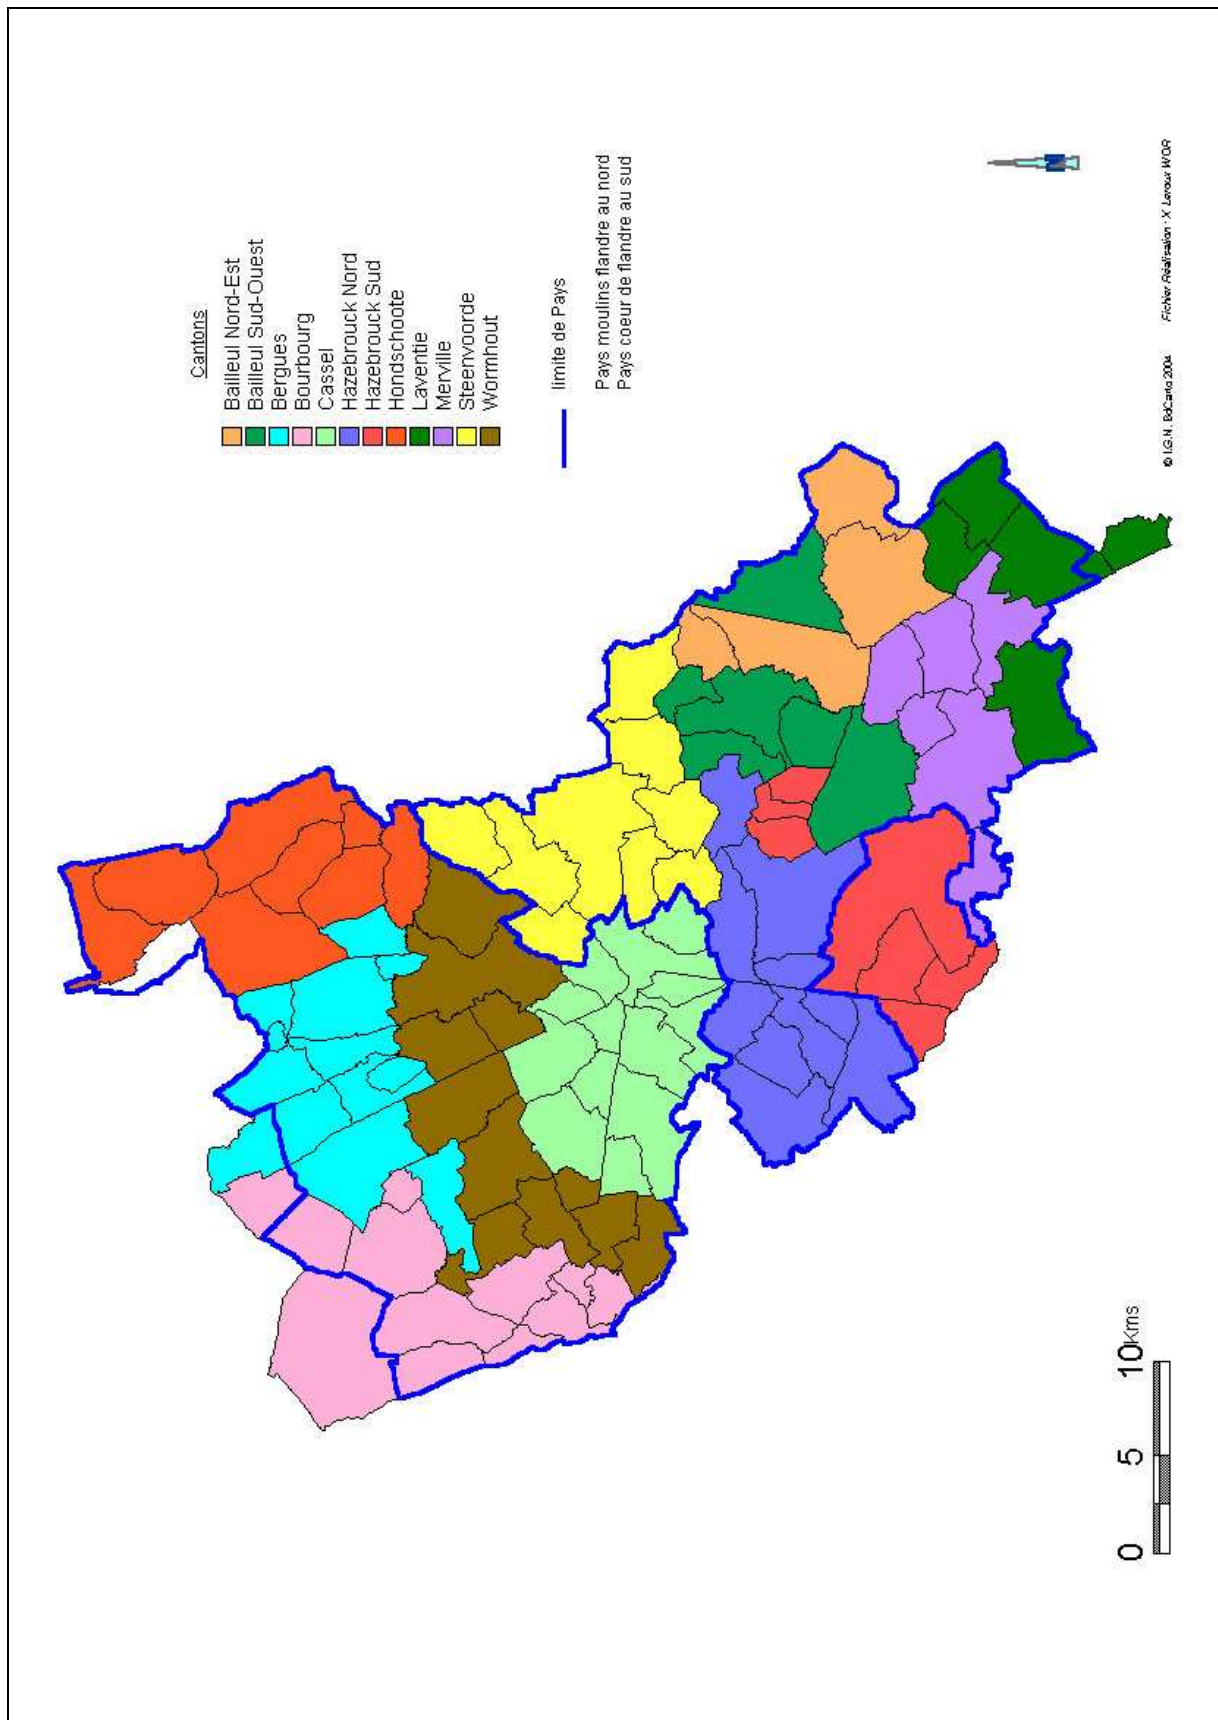 Cantons
Bailleul Nord-Est
Bailleul Sud-Ouest
Bergues
Bourbourg
Cassel
Hazebrouck Nord
Hazebrouck Sud
Hondschoote
Laventie
Merville
Steenvoorde
Wormhout
limite de Pays
Pays moulins flandre au nord
Pays coeur de flandre au sud
N
0 5 10Kms
© I.G.N. BdCarto 2004 Fichier Réalisation : X Leroux WOR